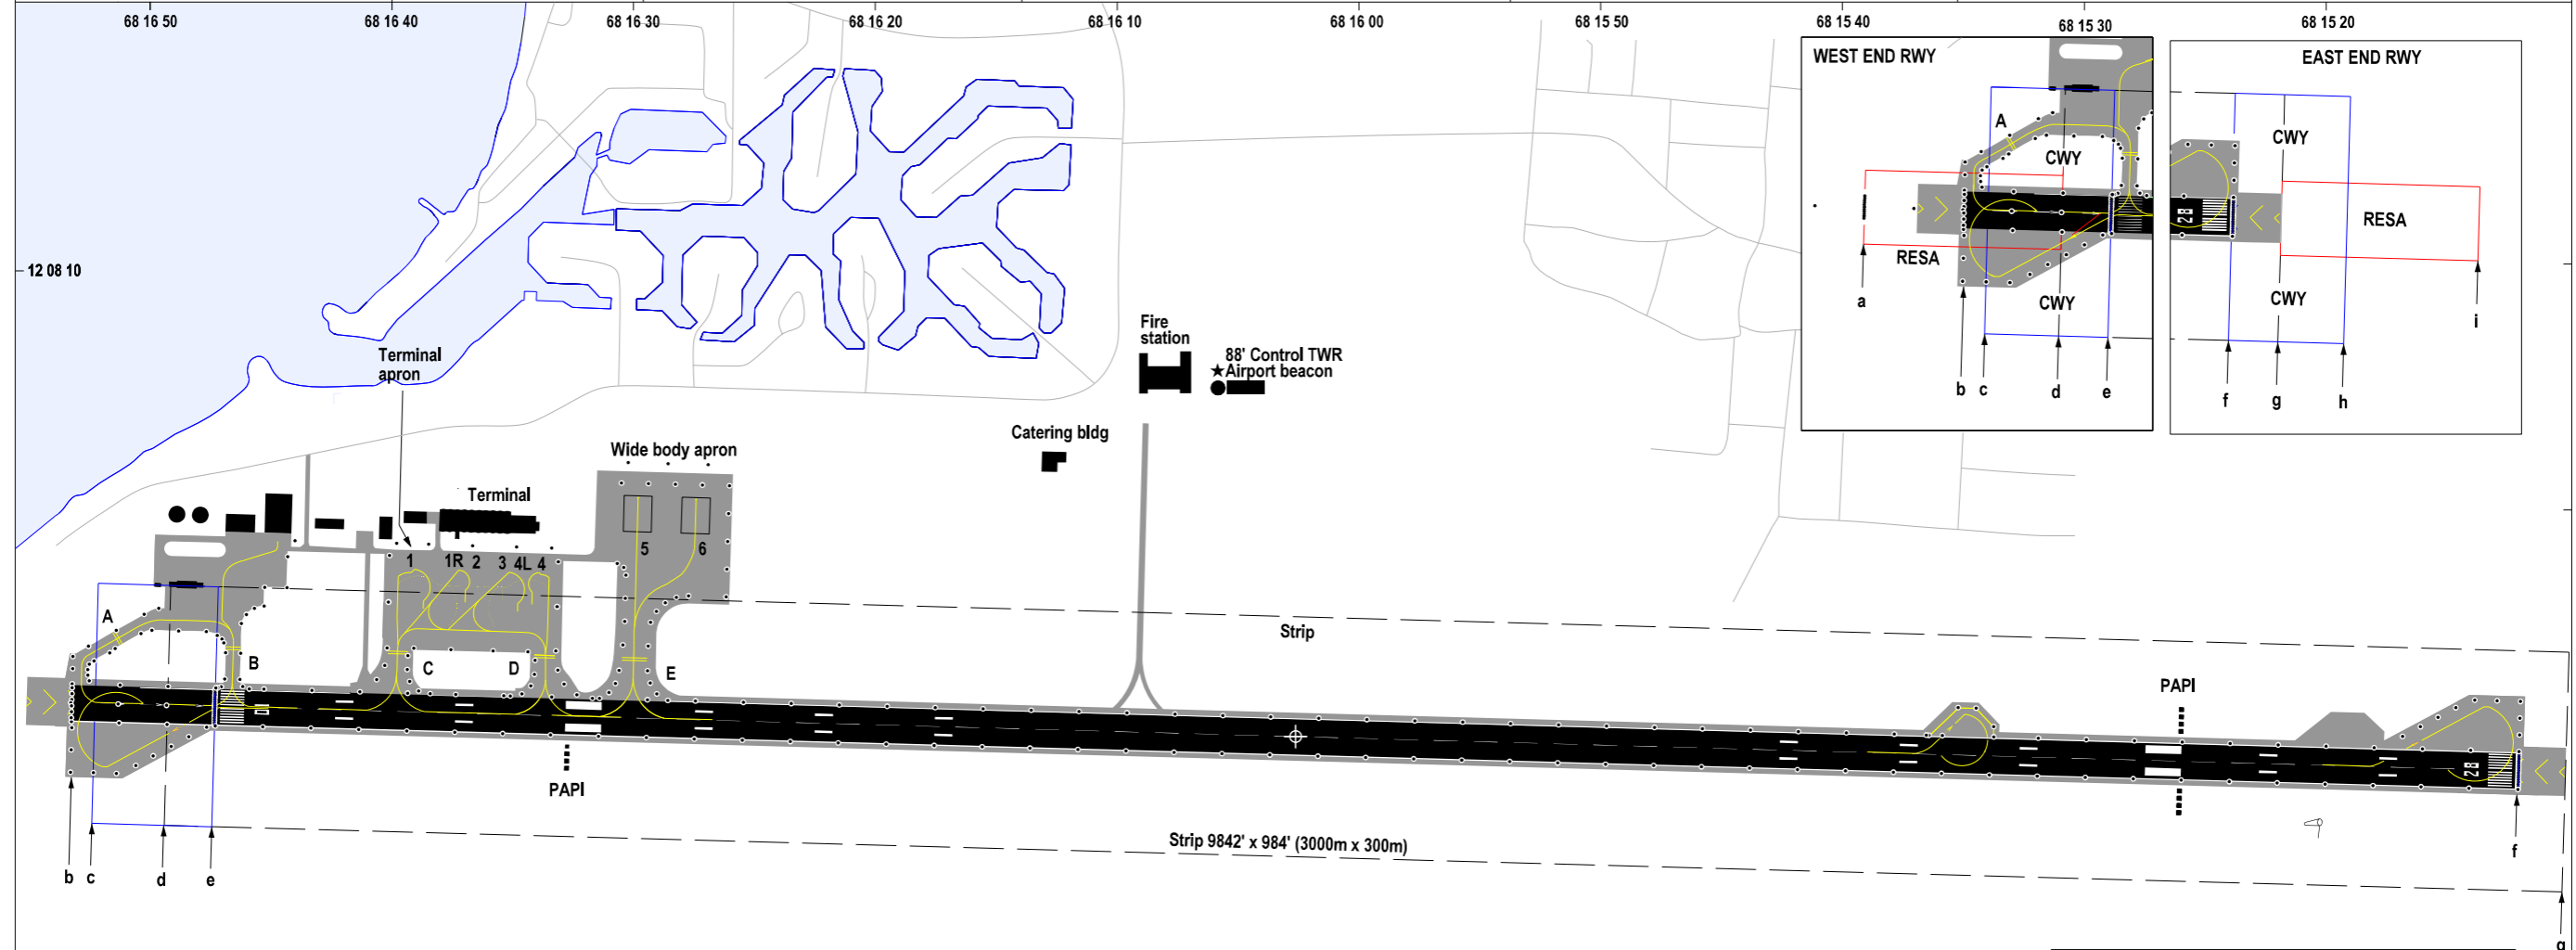 68 16 50
68 16 40
68 16 30
68 16 20
68 16 10
68 16 00
68 15 50
68 15 40
68 15 30
68 15 20
WEST END RWY
A
CWY
RESA
CWY
a
b
c
d
e
EAST END RWY
CWY
28
RESA
CWY
i
f
g
h
12 08 10
Terminal
apron
Fire
station
88' Control TWR
Airport beacon
Catering bldg
Wide body apron
Terminal
1
1R
2
3
4L
4
5
6
A
B
C
D
E
10
Strip
PAPI
PAPI
28
Strip 9842' x 984' (3000m x 300m)
b
c
d
e
f
g